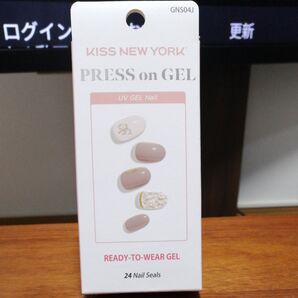 GNS04J
ログイン
更新
KISS NEW YORK®
PRESS on GEL
UV GEL Nail
READY-TO-WEAR GEL
24 Nail Seals